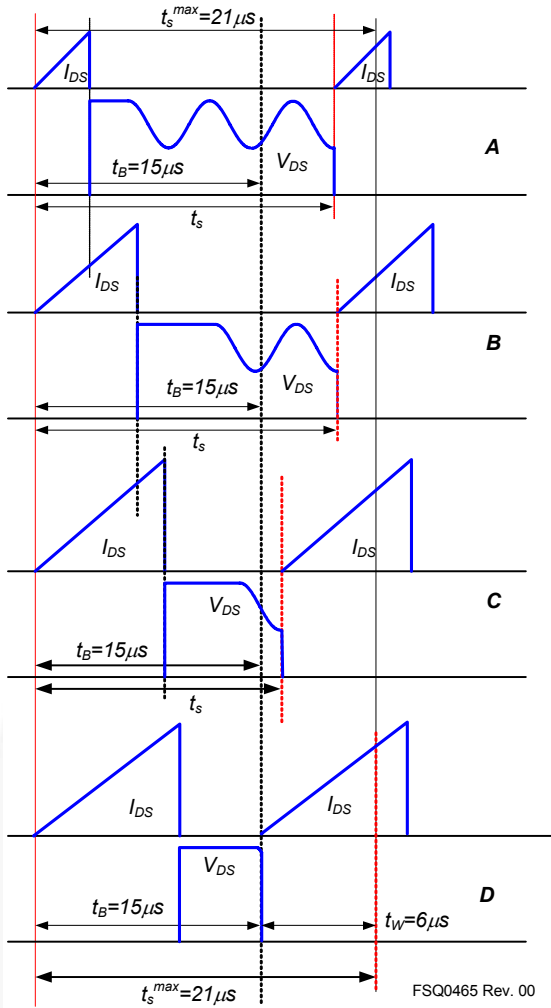 t_s^max=21μs
I_DS
I_DS
A
t_B=15μs
V_DS
t_s
I_DS
I_DS
B
t_B=15μs
V_DS
t_s
I_DS
I_DS
V_DS
C
t_B=15μs
t_s
I_DS
I_DS
V_DS
D
t_B=15μs
t_W=6μs
t_s^max=21μs
FSQ0465 Rev. 00